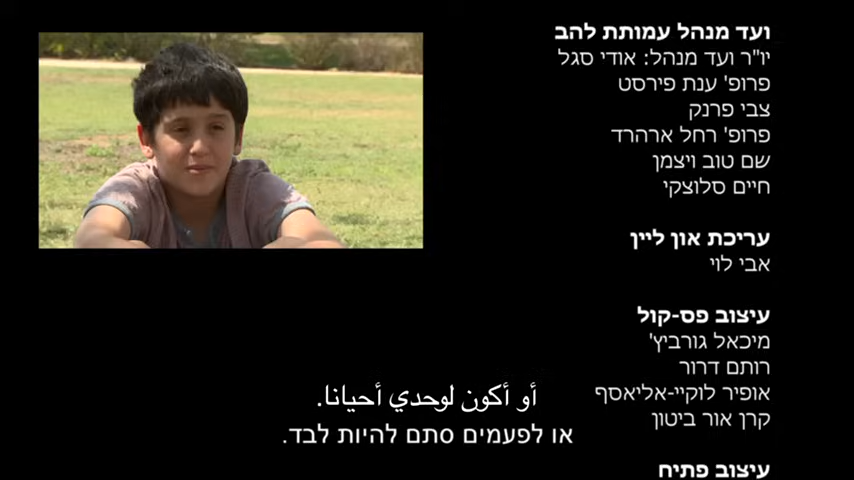 ועד מנהל עמותת להב
יו"ר ועד מנהל: אודי סגל
פרופ' ענת פירסט
צבי פרנק
פרופ' רחל ארהרד
שם טוב ויצמן
חיים סלוצקי
עריכת און ליין
אבי לוי
עיצוב פס-קול
מיכאל גורביץ'
רותם דרור
אופיר לוקיי-אליאסף
קרן אור ביטון
עיצוב פתיח
أو أكون لوحدي أحيانا.
או לפעמים סתם להיות לבד.